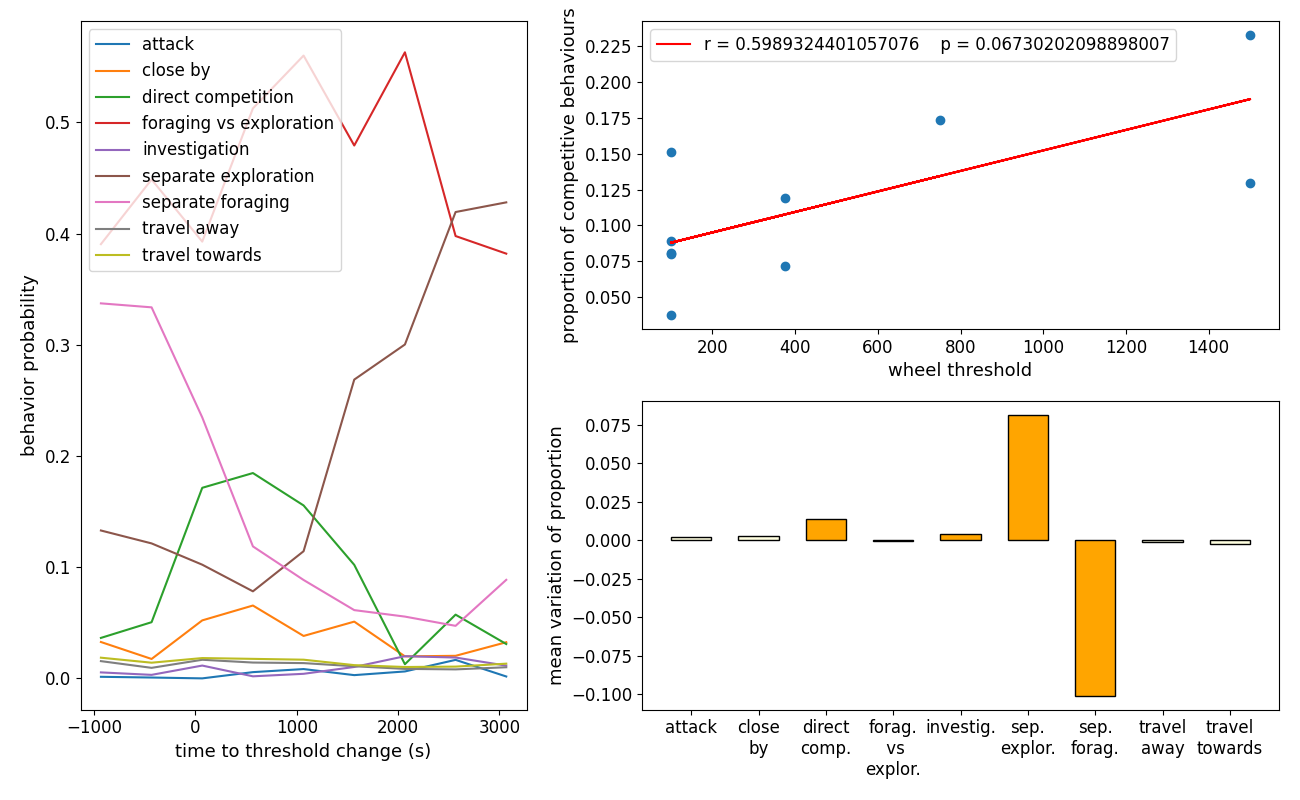 attack
close by
direct competition
foraging vs exploration
investigation
separate exploration
separate foraging
travel away
travel towards
0.5
0.4
0.3
0.2
0.1
0.0
behavior probability
−1000 0 1000 2000 3000
time to threshold change (s)
r = 0.5989324401057076 p = 0.06730202098898007
0.225
0.200
0.175
0.150
0.125
0.100
0.075
0.050
proportion of competitive behaviours
200 400 600 800 1000 1200 1400
wheel threshold
0.075
0.050
0.025
0.000
−0.025
−0.050
−0.075
−0.100
mean variation of proportion
attack close direct forag. investig. sep. sep. travel travel
by comp. vs explor. forag. away towards
explor.